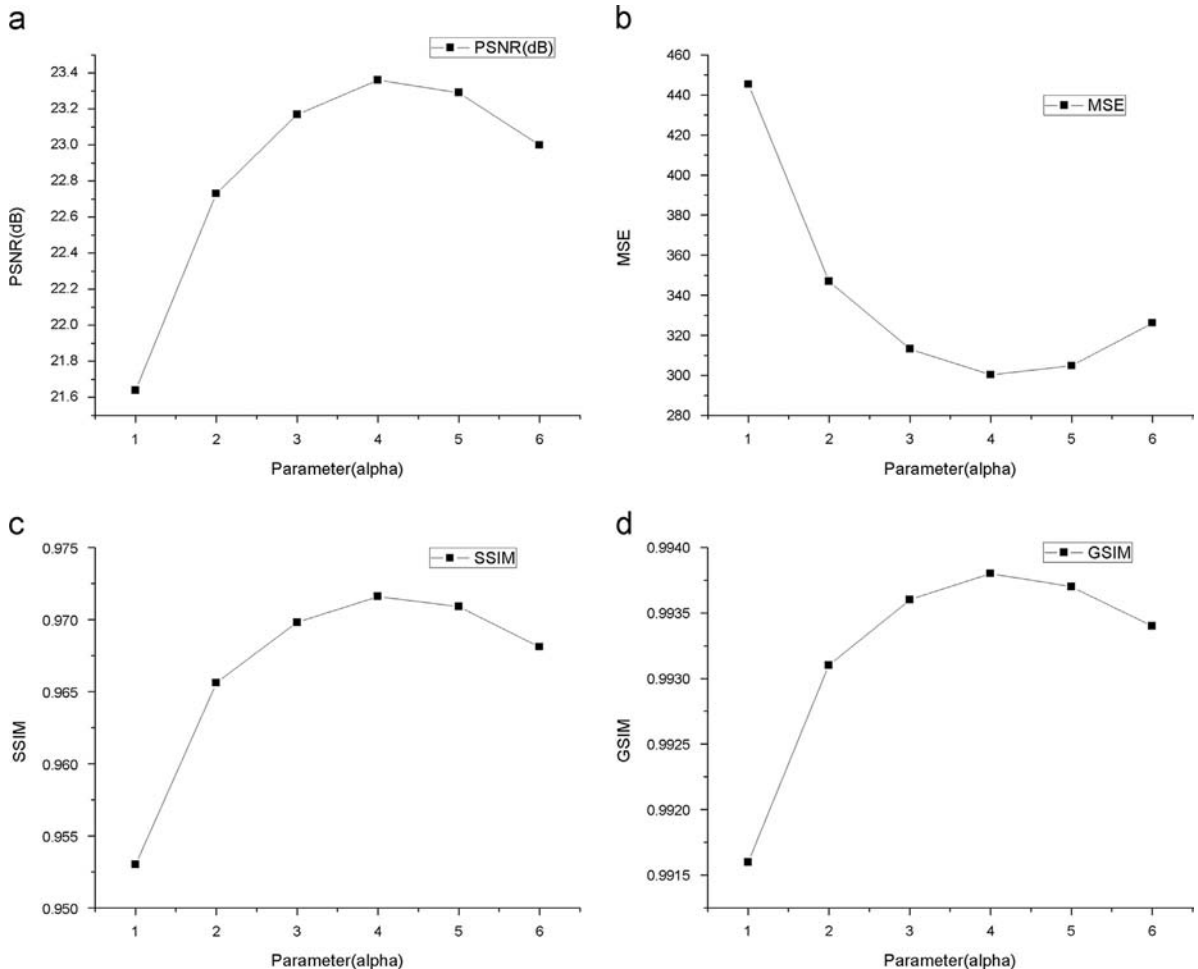 a
PSNR(dB)
23.4
23.2
23.0
22.8
22.6
22.4
22.2
22.0
21.8
21.6
PSNR(dB)
1 2 3 4 5 6
Parameter(alpha)
b
MSE
460
440
420
400
380
360
340
320
300
280
MSE
1 2 3 4 5 6
Parameter(alpha)
c
SSIM
0.975
0.970
0.965
0.960
0.955
0.950
SSIM
1 2 3 4 5 6
Parameter(alpha)
d
GSIM
0.9940
0.9935
0.9930
0.9925
0.9920
0.9915
GSIM
1 2 3 4 5 6
Parameter(alpha)